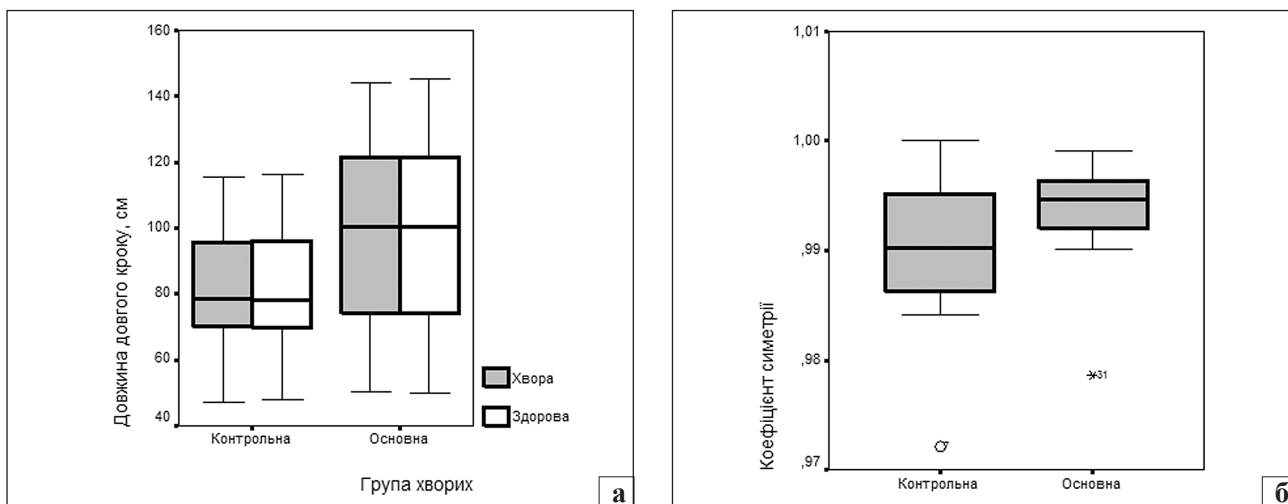 Довжина довгого кроку, см
160
140
120
100
80
60
40
Контрольна
Основна
Хвора
Здорова
Група хворих
а
Коефіцієнт симетрії
1,01
1,00
,99
,98
,97
31
Контрольна
Основна
б